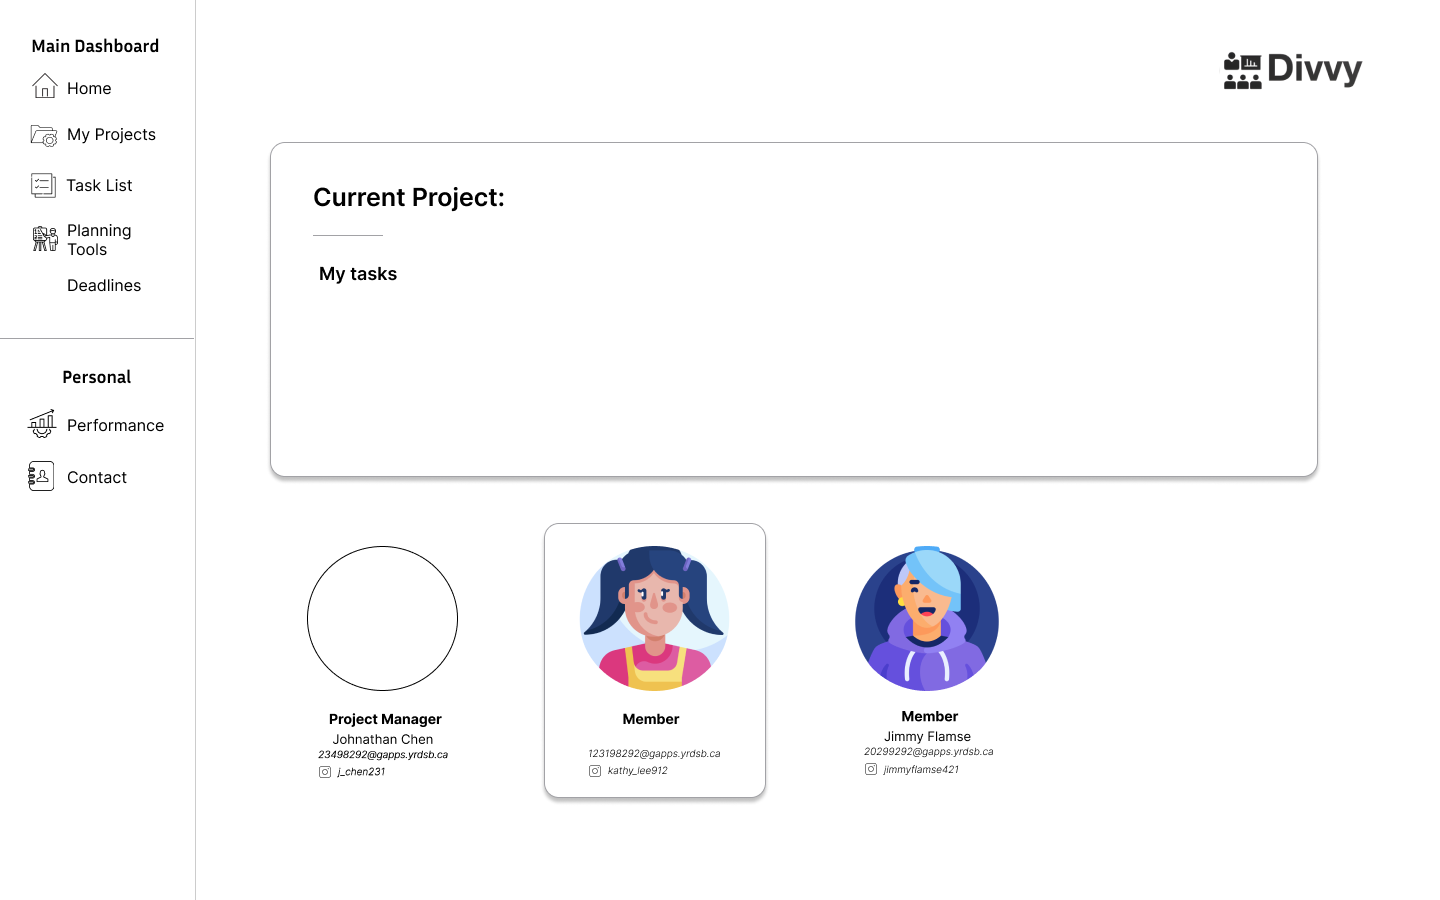 Main Dashboard
Home
My Projects
Task List
Planning
Tools
Deadlines
Personal
Performance
Contact
Divvy
Current Project:
My tasks
Project Manager
Johnathan Chen
23498292@gapps.yrdsb.ca
j_chen231
Member
123198292@gapps.yrdsb.ca
kathy_lee912
Member
Jimmy Flamse
20299292@gapps.yrdsb.ca
jimmyflamse421